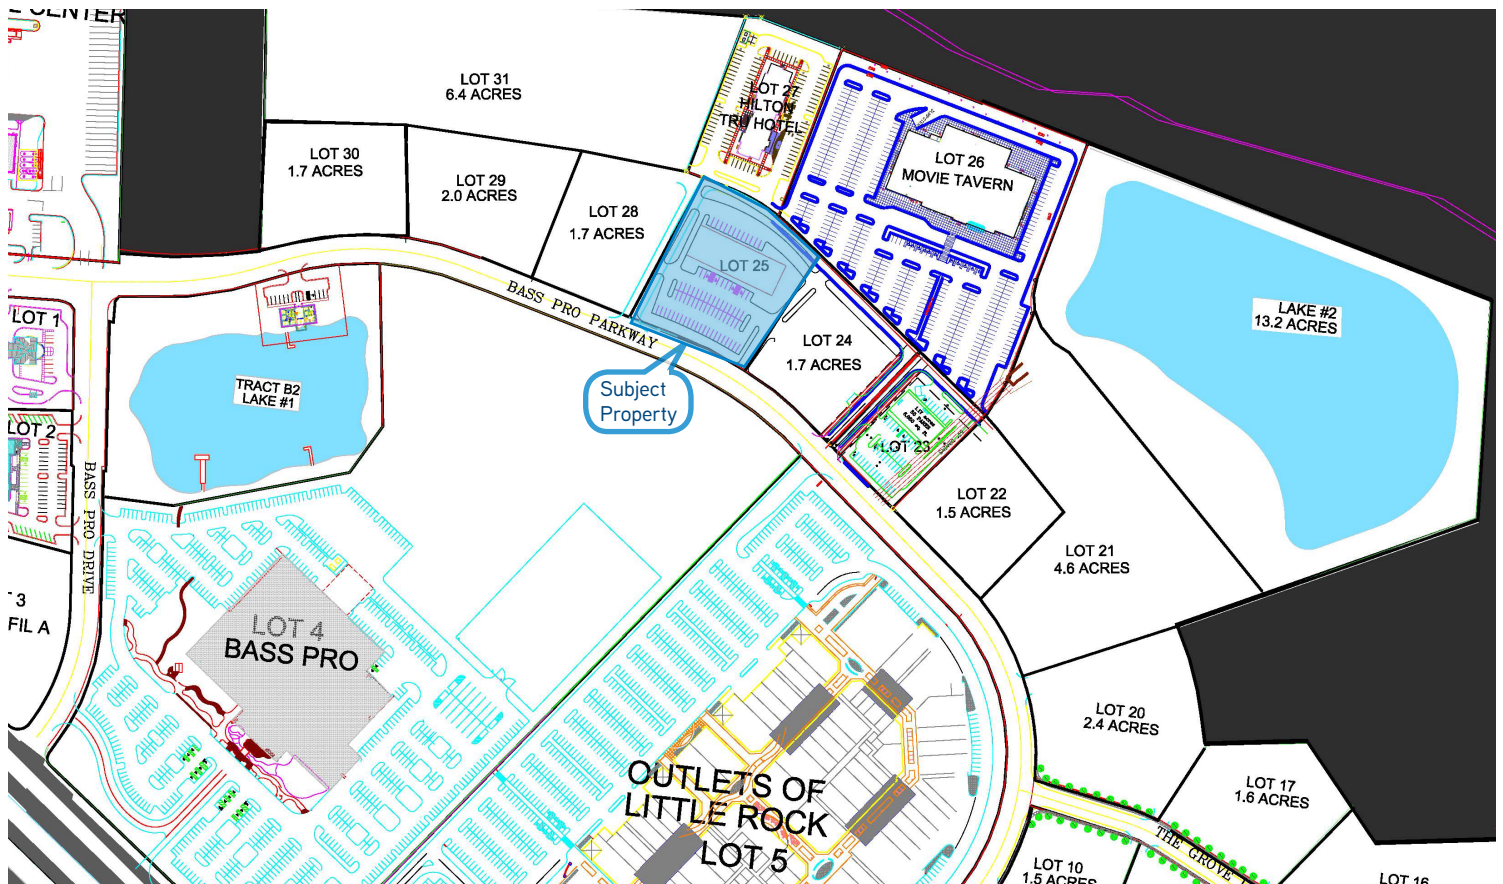 E CENTER
LOT 31
6.4 ACRES
LOT 27
HILTON
TRU HOTEL
LOT 26
MOVIE TAVERN
LOT 30
1.7 ACRES
LOT 29
2.0 ACRES
LOT 28
1.7 ACRES
LOT 25
BASS PRO PARKWAY
LOT 24
1.7 ACRES
LAKE #2
13.2 ACRES
LOT 1
TRACT B2
LAKE #1
Subject
Property
LOT 2
LOT 23
BASS PRO DRIVE
LOT 22
1.5 ACRES
LOT 21
4.6 ACRES
T 3
FIL A
LOT 4
BASS PRO
LOT 20
2.4 ACRES
LOT 17
1.6 ACRES
OUTLETS OF
LITTLE ROCK
LOT 5
THE GROVE
LOT 10
1.5 ACRES
LOT 16